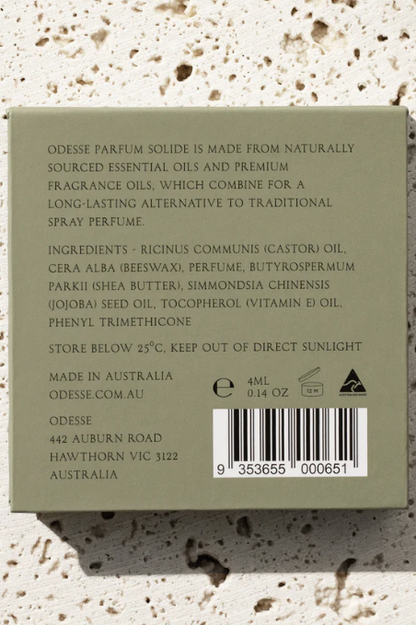 ODESSE PARFUM SOLIDE IS MADE FROM NATURALLY
SOURCED ESSENTIAL OILS AND PREMIUM
FRAGRANCE OILS, WHICH COMBINE FOR A
LONG-LASTING ALTERNATIVE TO TRADITIONAL
SPRAY PERFUME.
INGREDIENTS - RICINUS COMMUNIS (CASTOR) OIL,
CERA ALBA (BEESWAX), PERFUME, BUTYROSPERMUM
PARKII (SHEA BUTTER), SIMMONDSIA CHINENSIS
(JOJOBA) SEED OIL, TOCOPHEROL (VITAMIN E) OIL,
PHENYL TRIMETHICONE
STORE BELOW 25°C, KEEP OUT OF DIRECT SUNLIGHT
MADE IN AUSTRALIA
ODESSE.COM.AU
ODESSE
442 AUBURN ROAD
HAWTHORN VIC 3122
AUSTRALIA
℮ 4ML
0.14 OZ
12 M
9 353655 000651